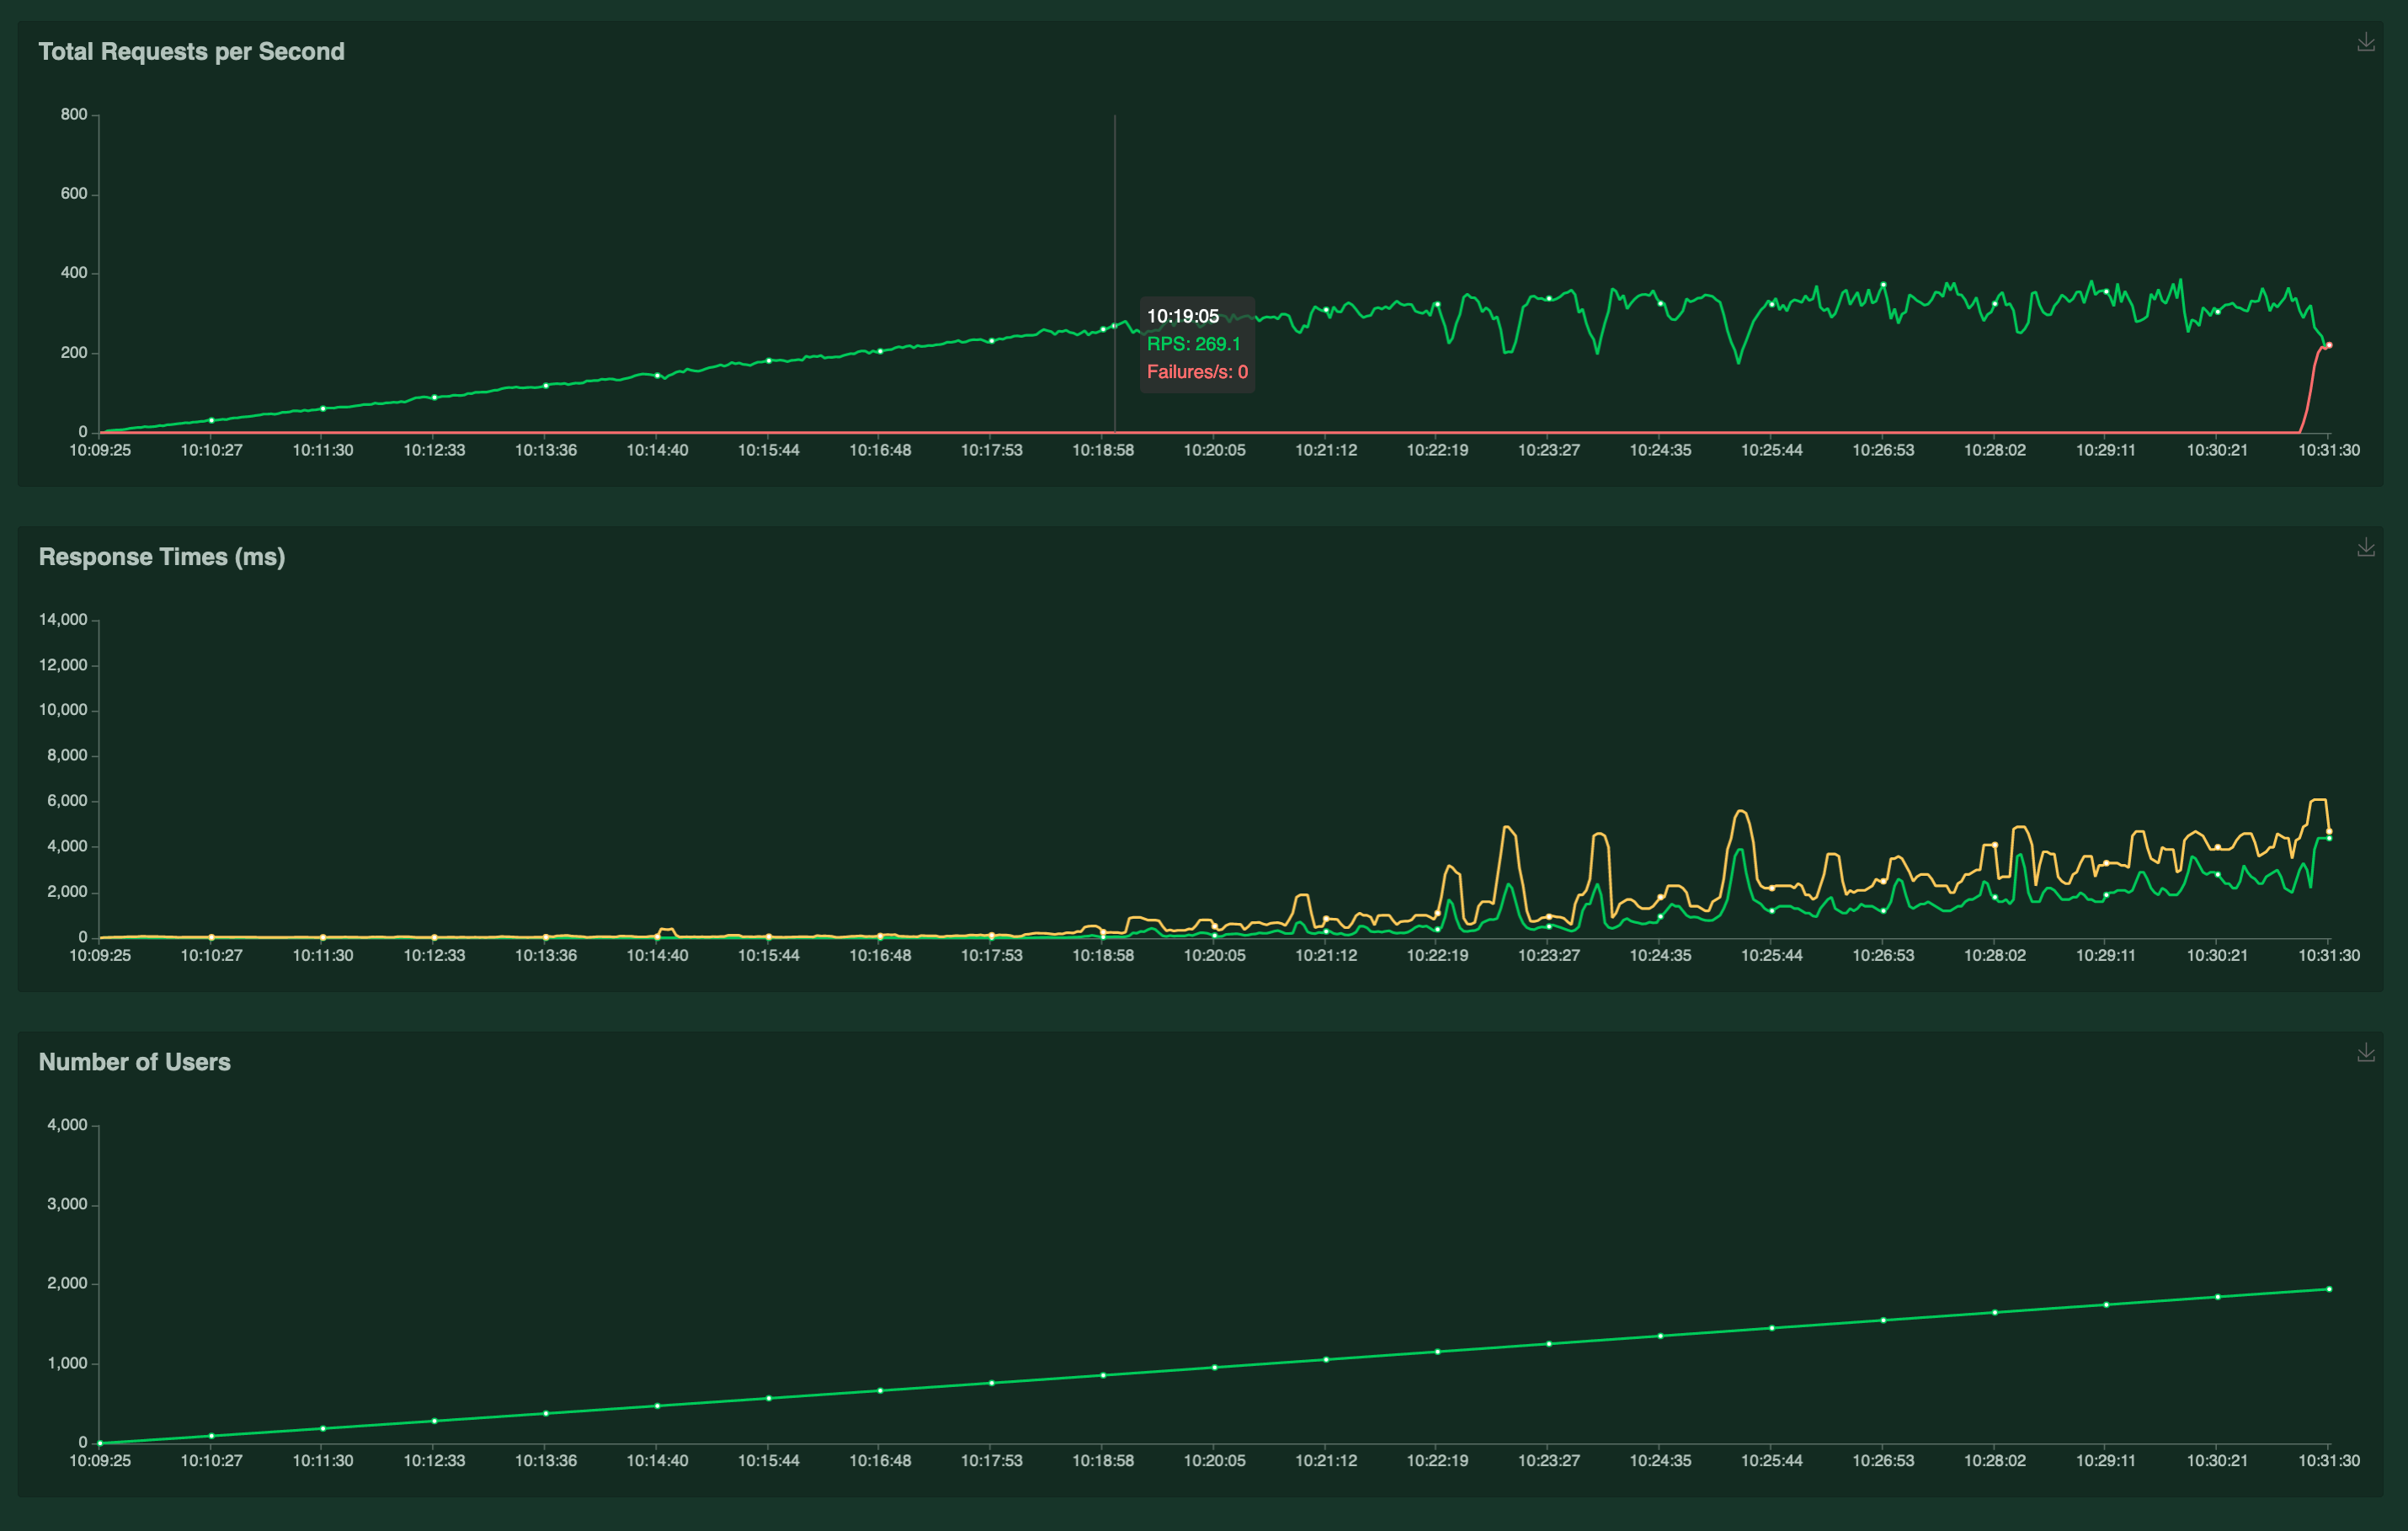 Total Requests per Second
800
600
400
200
0
10:09:25 10:10:27 10:11:30 10:12:33 10:13:36 10:14:40 10:15:44 10:16:48 10:17:53 10:18:58 10:20:05 10:21:12 10:22:19 10:23:27 10:24:35 10:25:44 10:26:53 10:28:02 10:29:11 10:30:21 10:31:30
10:19:05
RPS: 269.1
Failures/s: 0
Response Times (ms)
14,000
12,000
10,000
8,000
6,000
4,000
2,000
0
10:09:25 10:10:27 10:11:30 10:12:33 10:13:36 10:14:40 10:15:44 10:16:48 10:17:53 10:18:58 10:20:05 10:21:12 10:22:19 10:23:27 10:24:35 10:25:44 10:26:53 10:28:02 10:29:11 10:30:21 10:31:30
Number of Users
4,000
3,000
2,000
1,000
0
10:09:25 10:10:27 10:11:30 10:12:33 10:13:36 10:14:40 10:15:44 10:16:48 10:17:53 10:18:58 10:20:05 10:21:12 10:22:19 10:23:27 10:24:35 10:25:44 10:26:53 10:28:02 10:29:11 10:30:21 10:31:30